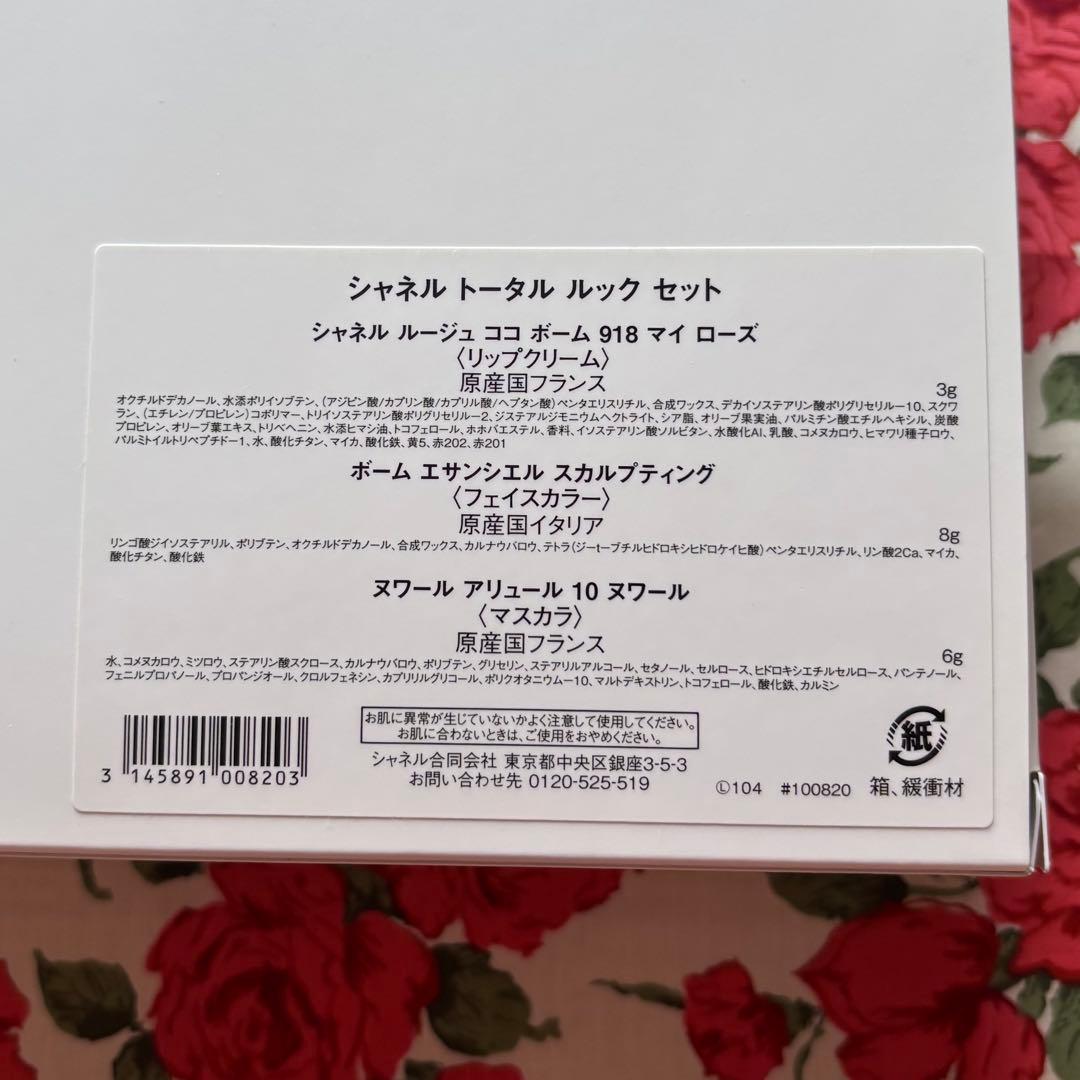 シャネル トータル ルック セット
シャネル ルージュ ココ ボーム 918 マイ ローズ
〈リップクリーム〉
原産国フランス
3g
オクチルドデカノール、水添ポリイソブテン、(アジピン酸/カプリン酸/カプリル酸/ヘプタン酸)ペンタエリスリチル、合成ワックス、デカイソステアリン酸ポリグリセリル－10、スクワ
ラン、(エチレン/プロピレン)コポリマー、トリイソステアリン酸ポリグリセリル－2、ジステアルジモニウムヘクトライト、シア脂、オリーブ果実油、パルミチン酸エチルヘキシル、炭酸
プロピレン、オリーブ葉エキス、トリベヘニン、水添ヒマシ油、トコフェロール、ホホバエステル、香料、イソステアリン酸ソルビタン、水酸化Al、乳酸、コメヌカロウ、ヒマワリ種子ロウ、
パルミトイルトリペプチド－1、水、酸化チタン、マイカ、酸化鉄、黄5、赤202、赤201
ボーム エサンシエル スカルプティング
〈フェイスカラー〉
原産国イタリア
8g
リンゴ酸ジイソステアリル、ポリブテン、オクチルドデカノール、合成ワックス、カルナウバロウ、テトラ(ジ－t－ブチルヒドロキシヒドロケイヒ酸)ペンタエリスリチル、リン酸2Ca、マイカ、
酸化チタン、酸化鉄
ヌワール アリュール 10 ヌワール
〈マスカラ〉
原産国フランス
6g
水、コメヌカロウ、ミツロウ、ステアリン酸スクロース、カルナウバロウ、ポリブテン、グリセリン、ステアリルアルコール、セタノール、セルロース、ヒドロキシエチルセルロース、パンテノール、
フェニルプロパノール、プロパンジオール、クロルフェネシン、カプリリルグリコール、ポリクオタニウム－10、マルトデキストリン、トコフェロール、酸化鉄、カルミン
お肌に異常が生じていないかよく注意して使用してください。
お肌に合わないときは、ご使用をおやめください。
シャネル合同会社 東京都中央区銀座3-5-3
お問い合わせ先 0120-525-519
3 145891 008203
Ⓛ104 #100820
紙
箱、緩衝材